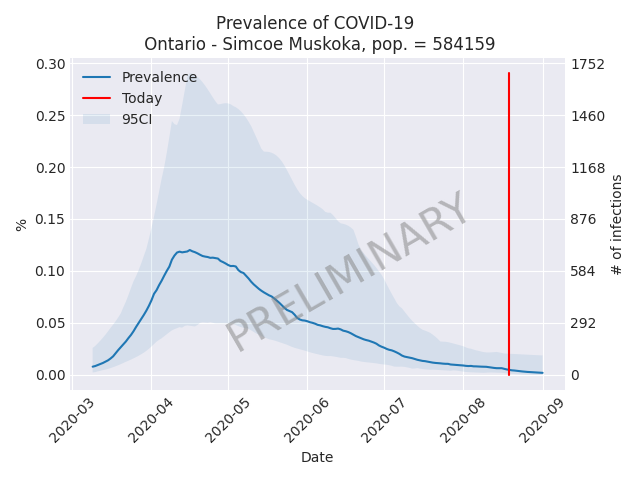 Prevalence of COVID-19
Ontario - Simcoe Muskoka, pop. = 584159
Prevalence
Today
95CI
0.30
0.25
0.20
0.15
0.10
0.05
0.00
%
1752
1460
1168
876
584
292
0
# of infections
PRELIMINARY
2020-03
2020-04
2020-05
2020-06
2020-07
2020-08
2020-09
Date